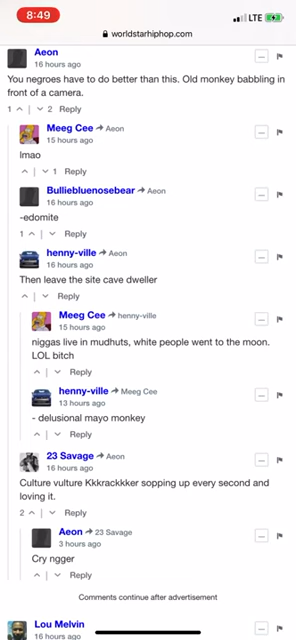 8:49
LTE
worldstarhiphop.com
Aeon
16 hours ago
You negroes have to do better than this. Old monkey babbling in
front of a camera.
1 | 2 Reply
Meeg Cee Aeon
15 hours ago
lmao
| 1 Reply
Bulliebluenosebear Aeon
16 hours ago
-edomite
1 | Reply
henny-ville Aeon
16 hours ago
Then leave the site cave dweller
| Reply
Meeg Cee henny-ville
15 hours ago
niggas live in mudhuts, white people went to the moon.
LOL bitch
| Reply
henny-ville Meeg Cee
13 hours ago
- delusional mayo monkey
| Reply
23 Savage Aeon
16 hours ago
Culture vulture Kkkrackkker sopping up every second and
loving it.
2 | Reply
Aeon 23 Savage
3 hours ago
Cry ngger
| Reply
Comments continue after advertisement
Lou Melvin
16 hours ago